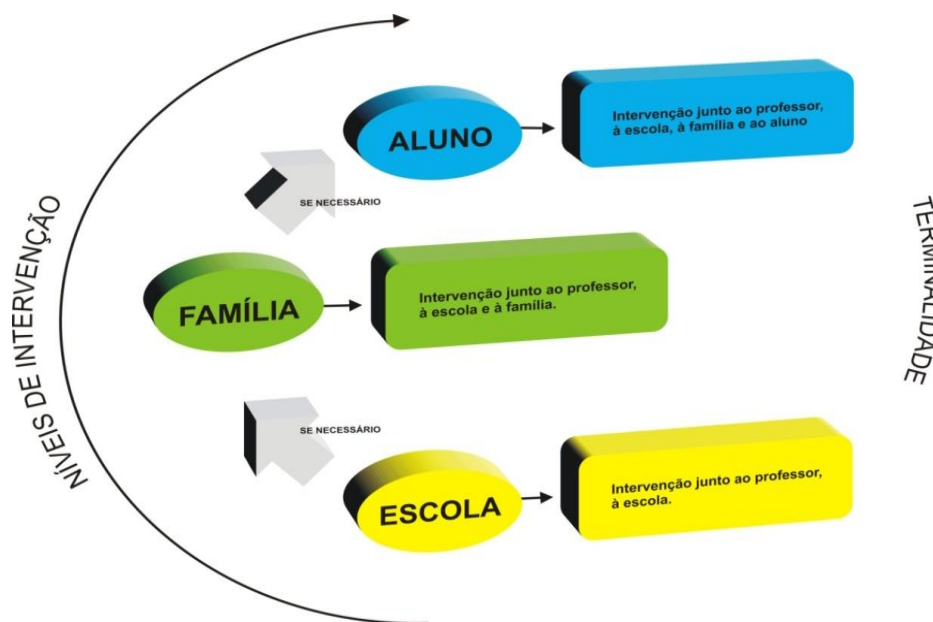 ALUNO
Intervenção junto ao professor,
à escola, à família e ao aluno
SE NECESSÁRIO
NÍVEIS DE INTERVENÇÃO
TERMINALIDADE
FAMÍLIA
Intervenção junto ao professor,
à escola e à família.
SE NECESSÁRIO
ESCOLA
Intervenção junto ao professor,
à escola.